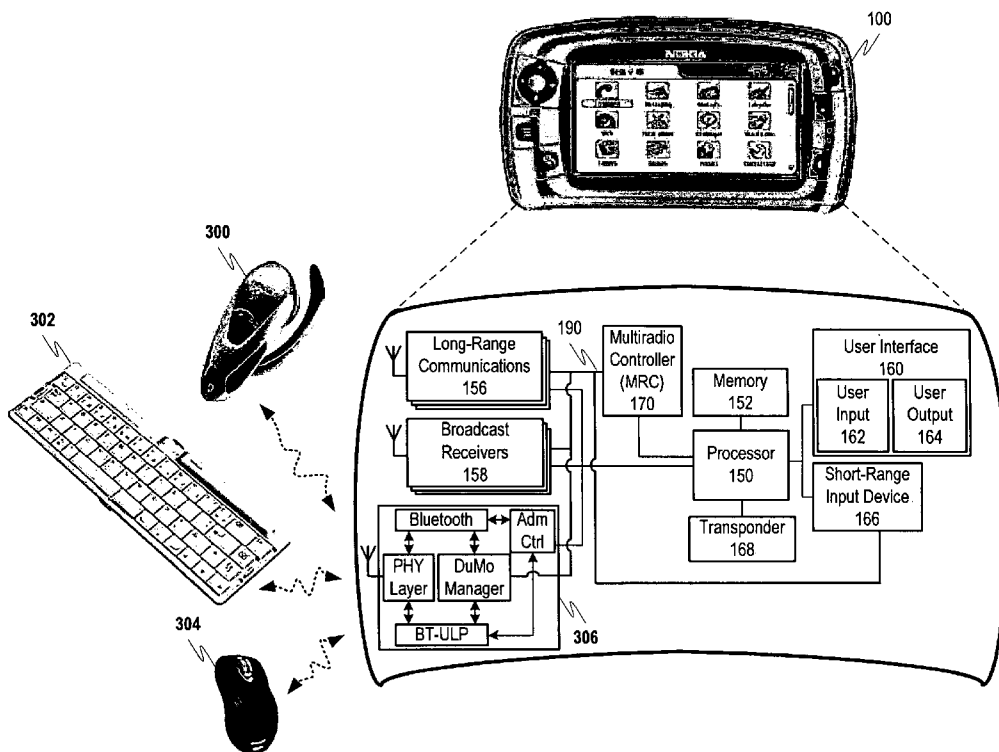 100
NOKIA
300
302
190
Long-Range
Communications
156
Multiradio
Controller
(MRC)
170
User Interface
160
User
Input
162
User
Output
164
Memory
152
Broadcast
Receivers
158
Processor
150
Short-Range
Input Device
166
Transponder
168
Bluetooth
Adm
Ctrl
PHY
Layer
DuMo
Manager
BT-ULP
306
304